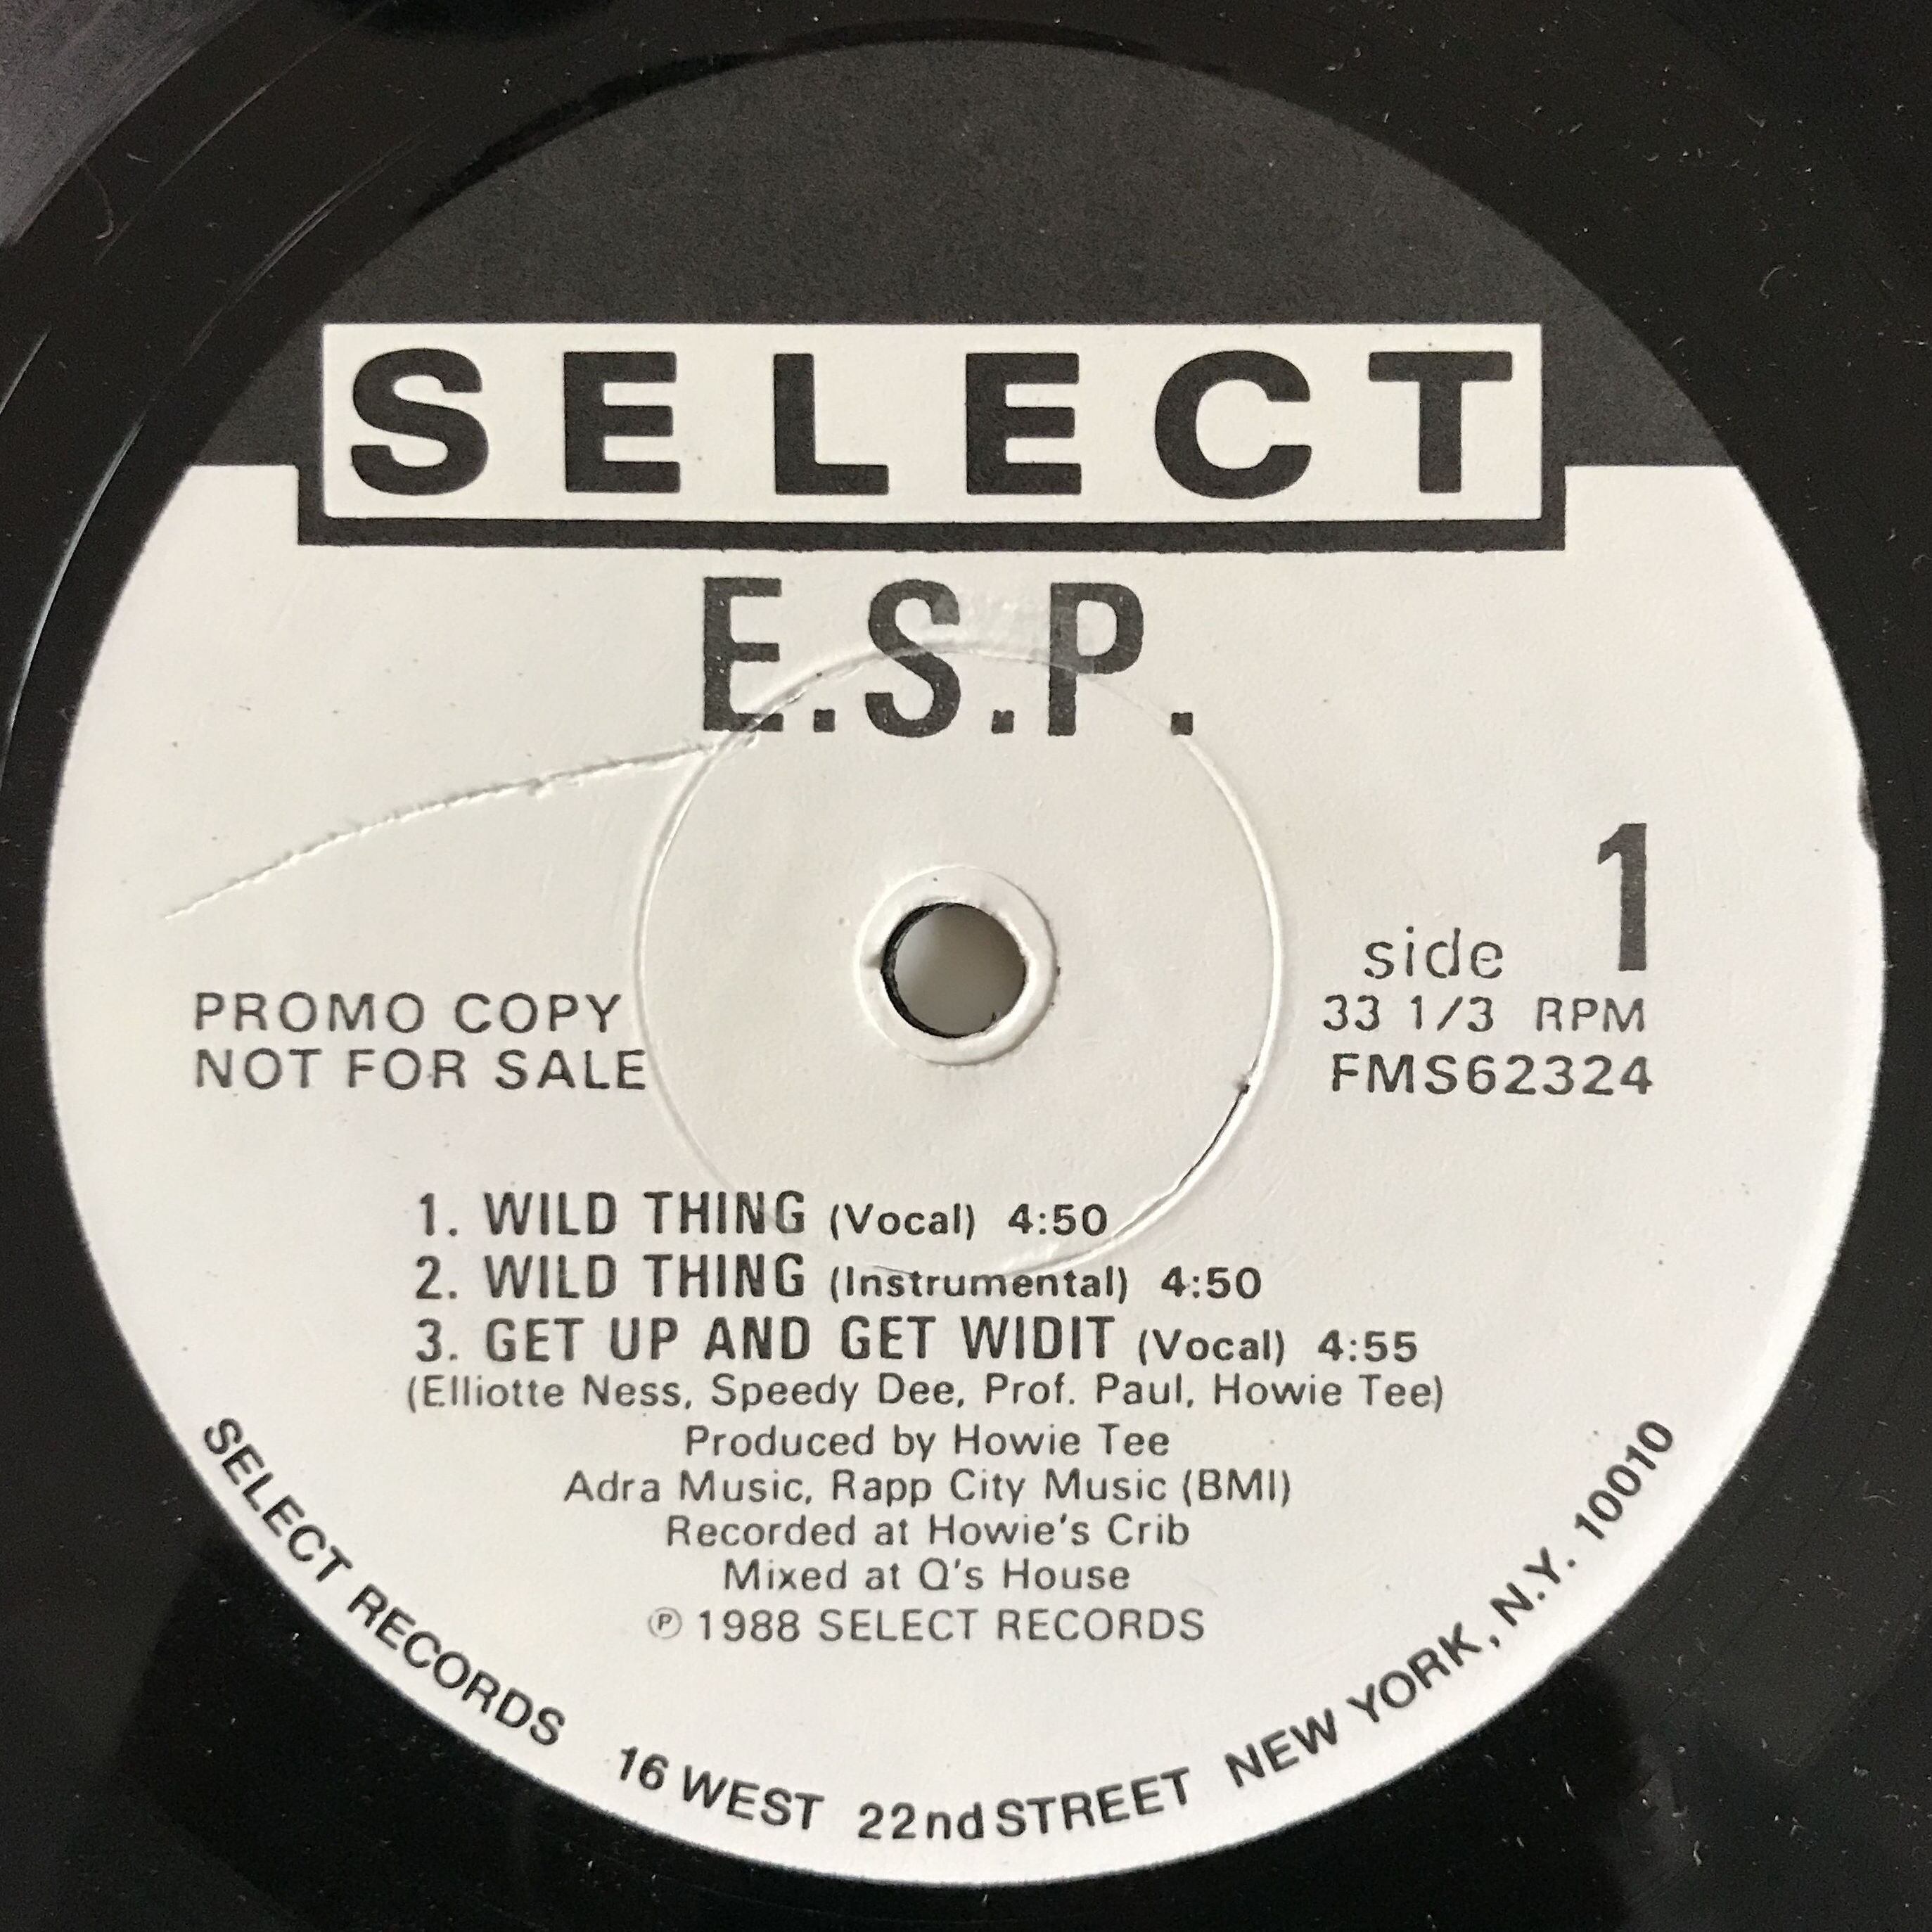 SELECT
E.S.P.
side 1
33 1/3 RPM
FMS62324
PROMO COPY
NOT FOR SALE
1. WILD THING (Vocal) 4:50
2. WILD THING (Instrumental) 4:50
3. GET UP AND GET WIDIT (Vocal) 4:55
(Elliotte Ness, Speedy Dee, Prof. Paul, Howie Tee)
Produced by Howie Tee
Adra Music, Rapp City Music (BMI)
Recorded at Howie's Crib
Mixed at Q's House
℗ 1988 SELECT RECORDS
SELECT RECORDS 16 WEST 22nd STREET NEW YORK, N.Y. 10010